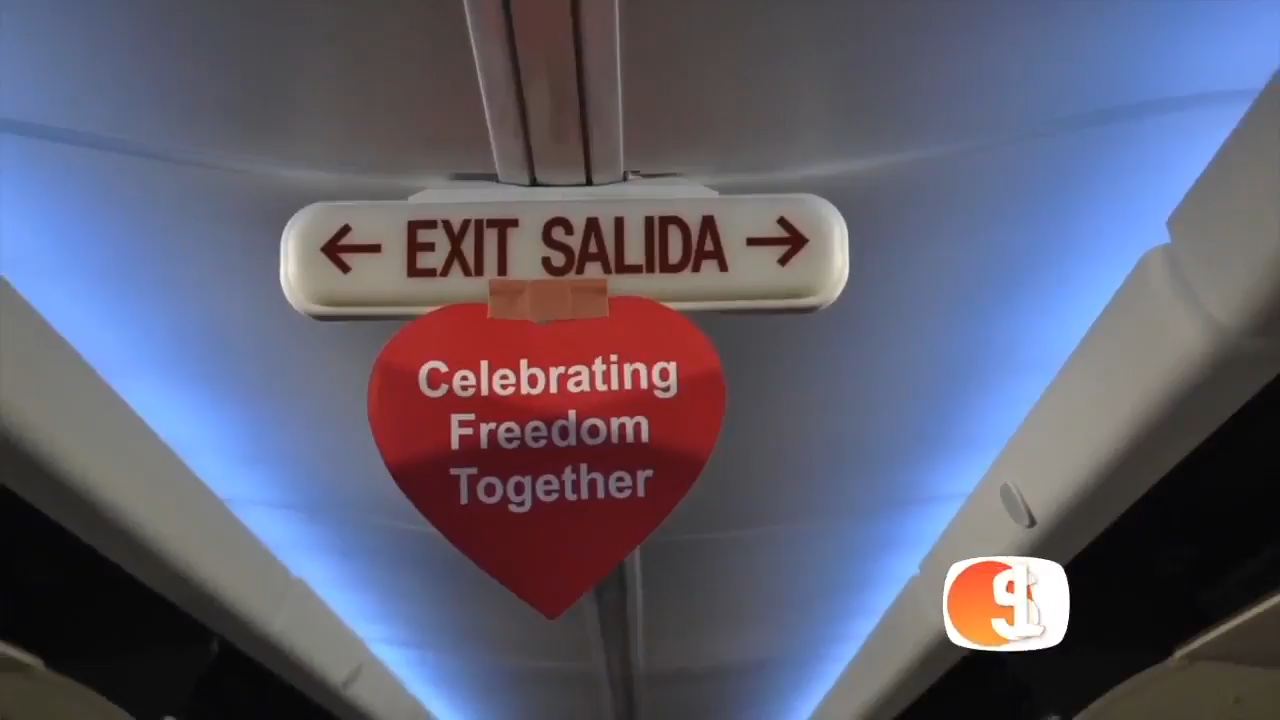 ← EXIT SALIDA →
Celebrating
Freedom
Together